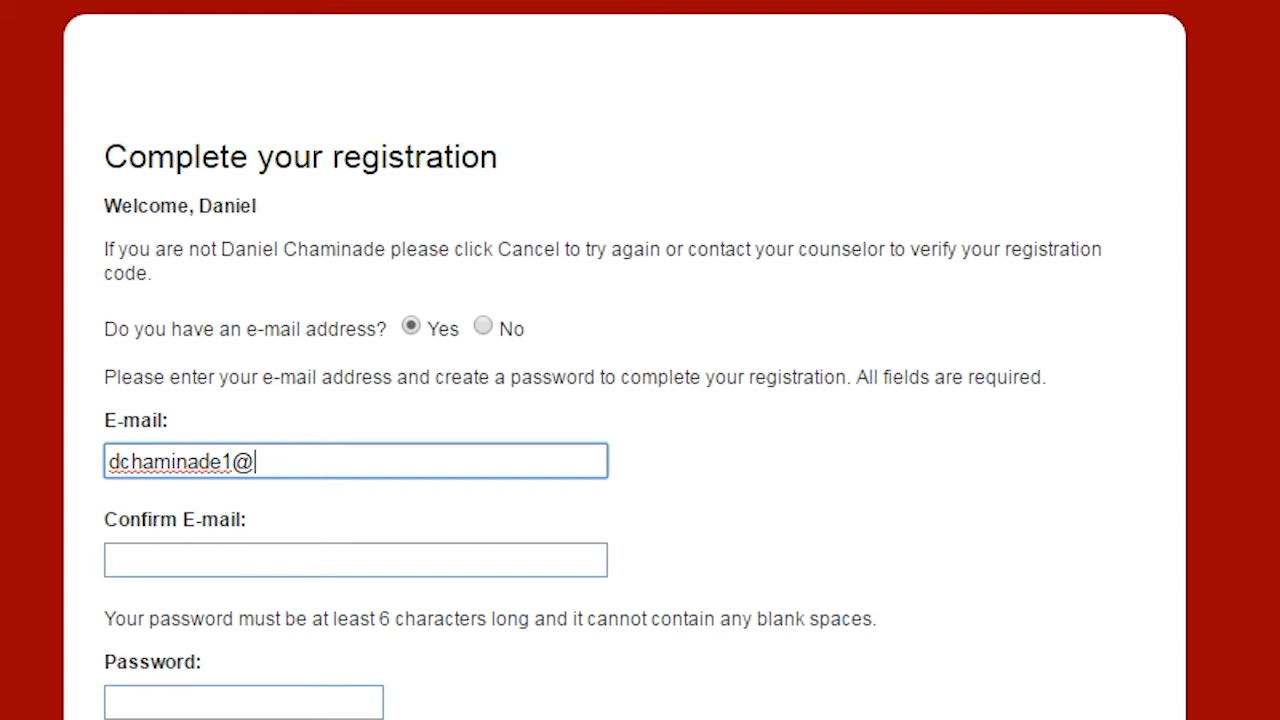 Complete your registration
Welcome, Daniel
If you are not Daniel Chaminade please click Cancel to try again or contact your counselor to verify your registration
code.
Do you have an e-mail address? Yes No
Please enter your e-mail address and create a password to complete your registration. All fields are required.
E-mail:
dchaminade1@
Confirm E-mail:
Your password must be at least 6 characters long and it cannot contain any blank spaces.
Password: